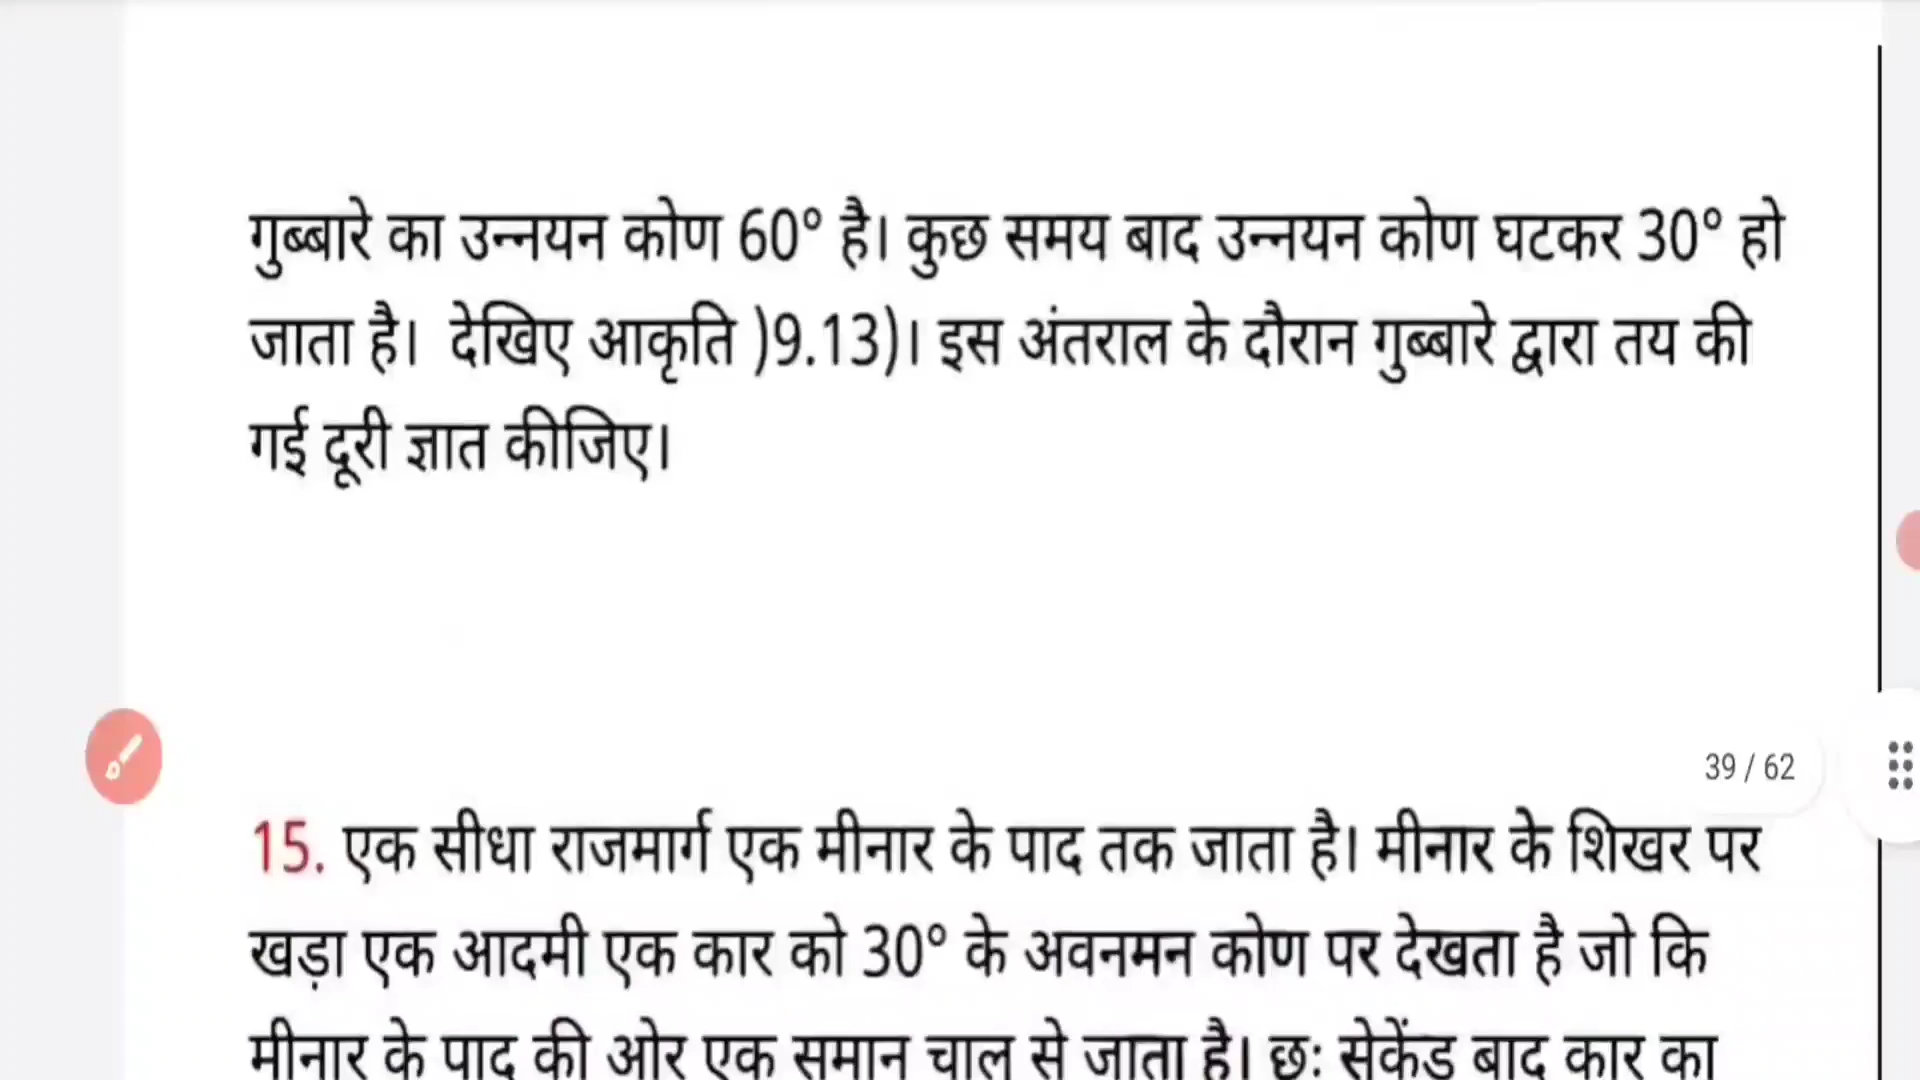 गुब्बारे का उन्नयन कोण 60° है। कुछ समय बाद उन्नयन कोण घटकर 30° हो
जाता है। देखिए आकृति )9.13)। इस अंतराल के दौरान गुब्बारे द्वारा तय की
गई दूरी ज्ञात कीजिए।
39 / 62
15. एक सीधा राजमार्ग एक मीनार के पाद तक जाता है। मीनार के शिखर पर
खड़ा एक आदमी एक कार को 30° के अवनमन कोण पर देखता है जो कि
मीनार के पाद की ओर एक समान चाल से जाता है। छः सेकेंड बाद कार का